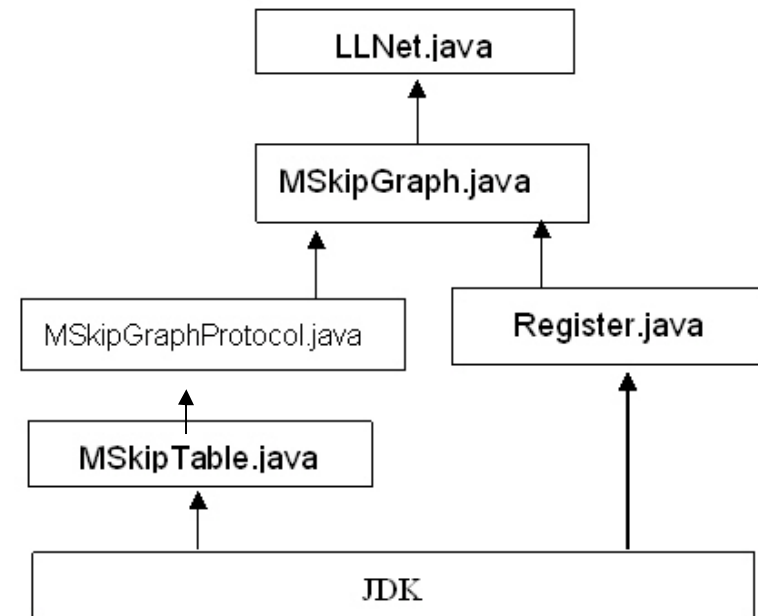 LLNet.java
MSkipGraph.java
MSkipGraphProtocol.java
Register.java
MSkipTable.java
JDK